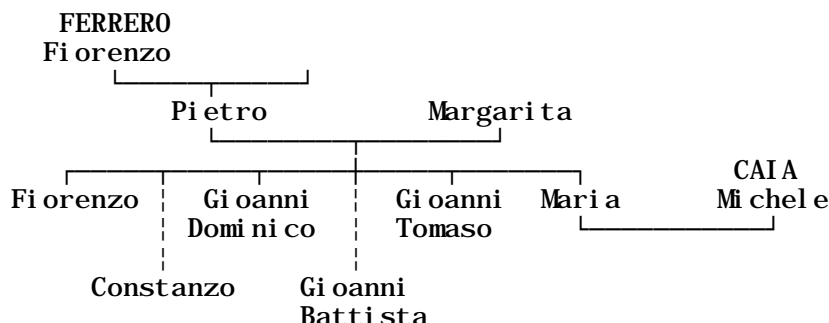 FERRERO
Fiorenzo
Pietro Margarita
Fiorenzo Gioanni Gioanni Maria CAIA
Dominico Tomaso Michele
Constanzo Gioanni
Battista